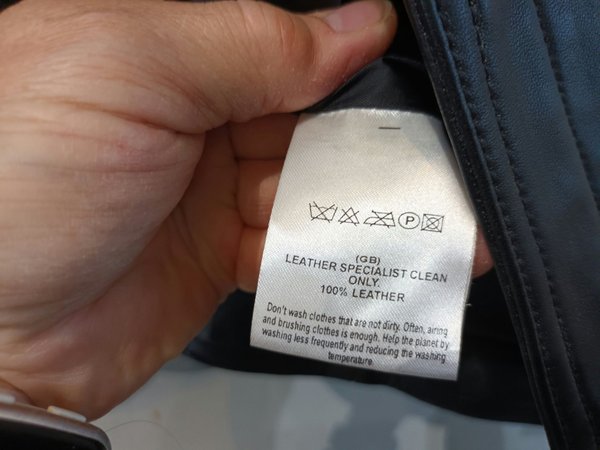 P
(GB)
LEATHER SPECIALIST CLEAN
ONLY.
100% LEATHER
Don't wash clothes that are not dirty. Often, airing
and brushing clothes is enough. Help the planet by
washing less frequently and reducing the washing
temperature.